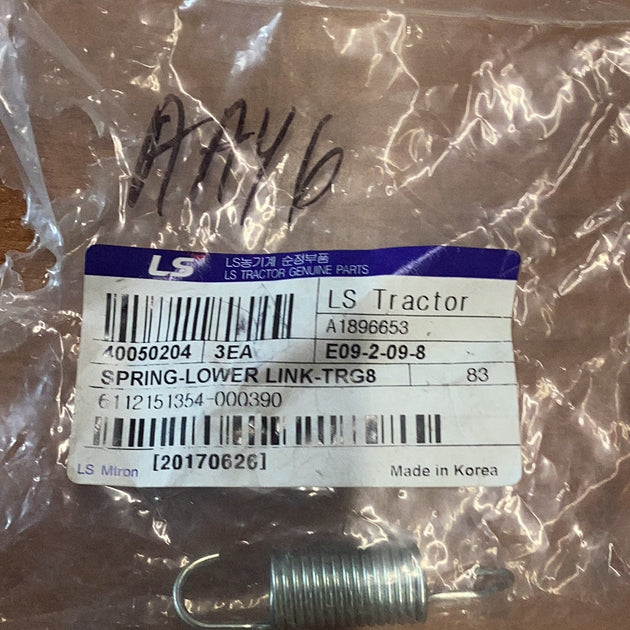 AAY6
LS LS농기계 순정부품
LS TRACTOR GENUINE PARTS
LS Tractor
A1896653
40050204 3EA E09-2-09-8
SPRING-LOWER LINK-TRG8 83
6112151354-000390
LS Mtron [20170626] Made in Korea